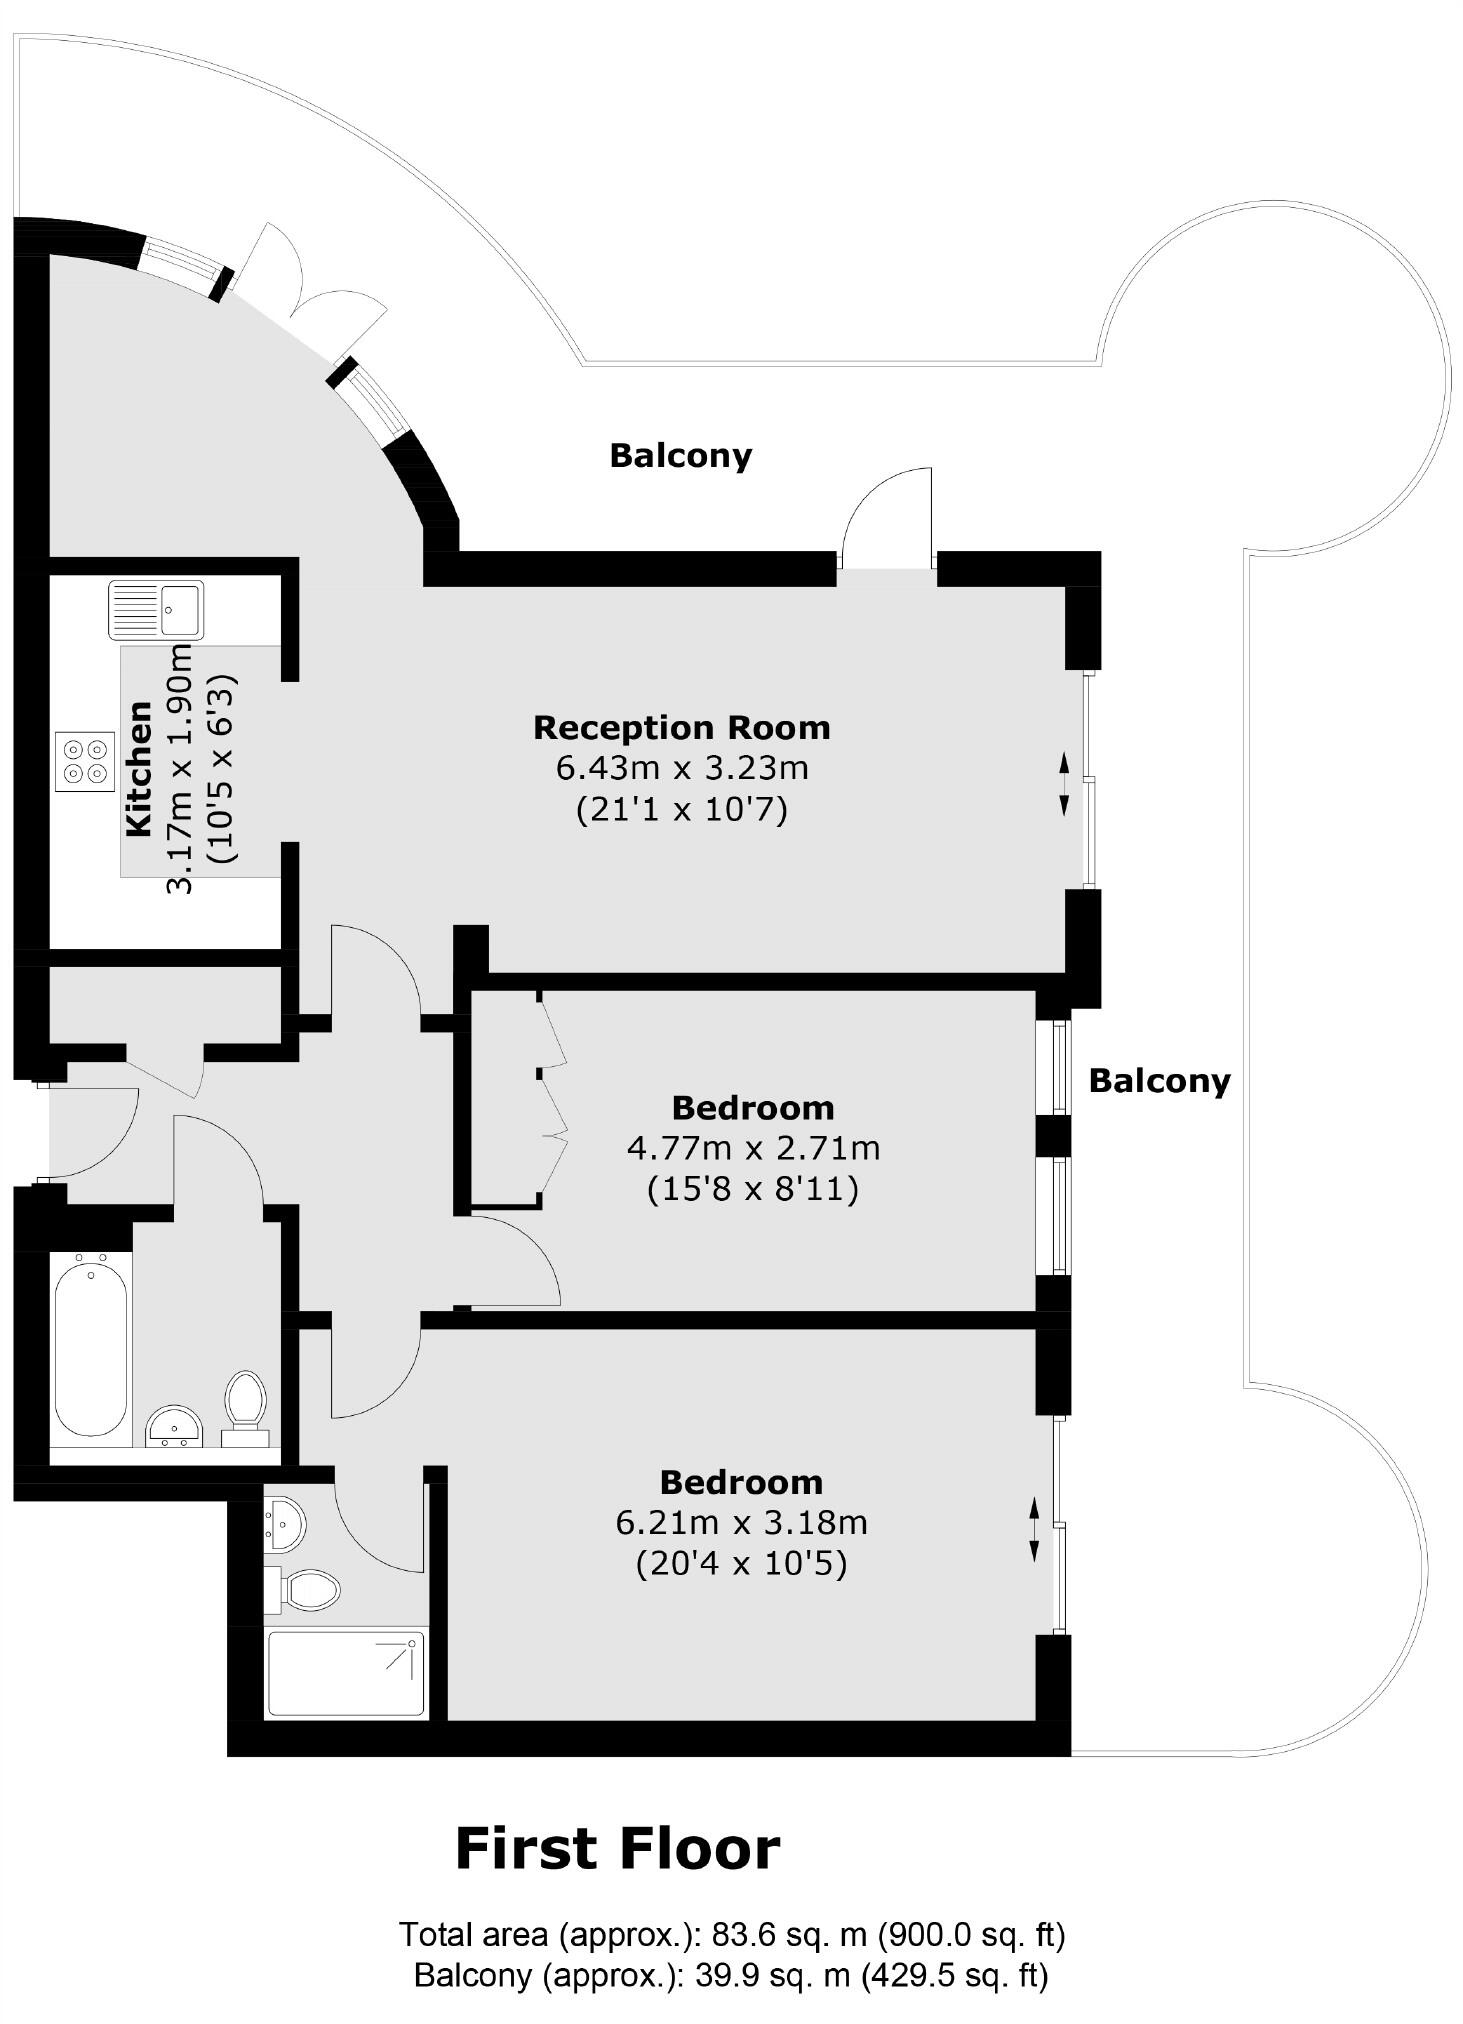 Balcony
Kitchen
3.17m x 1.90m
(10'5 x 6'3)
Reception Room
6.43m x 3.23m
(21'1 x 10'7)
Balcony
Bedroom
4.77m x 2.71m
(15'8 x 8'11)
Bedroom
6.21m x 3.18m
(20'4 x 10'5)
First Floor
Total area (approx.): 83.6 sq. m (900.0 sq. ft)
Balcony (approx.): 39.9 sq. m (429.5 sq. ft)